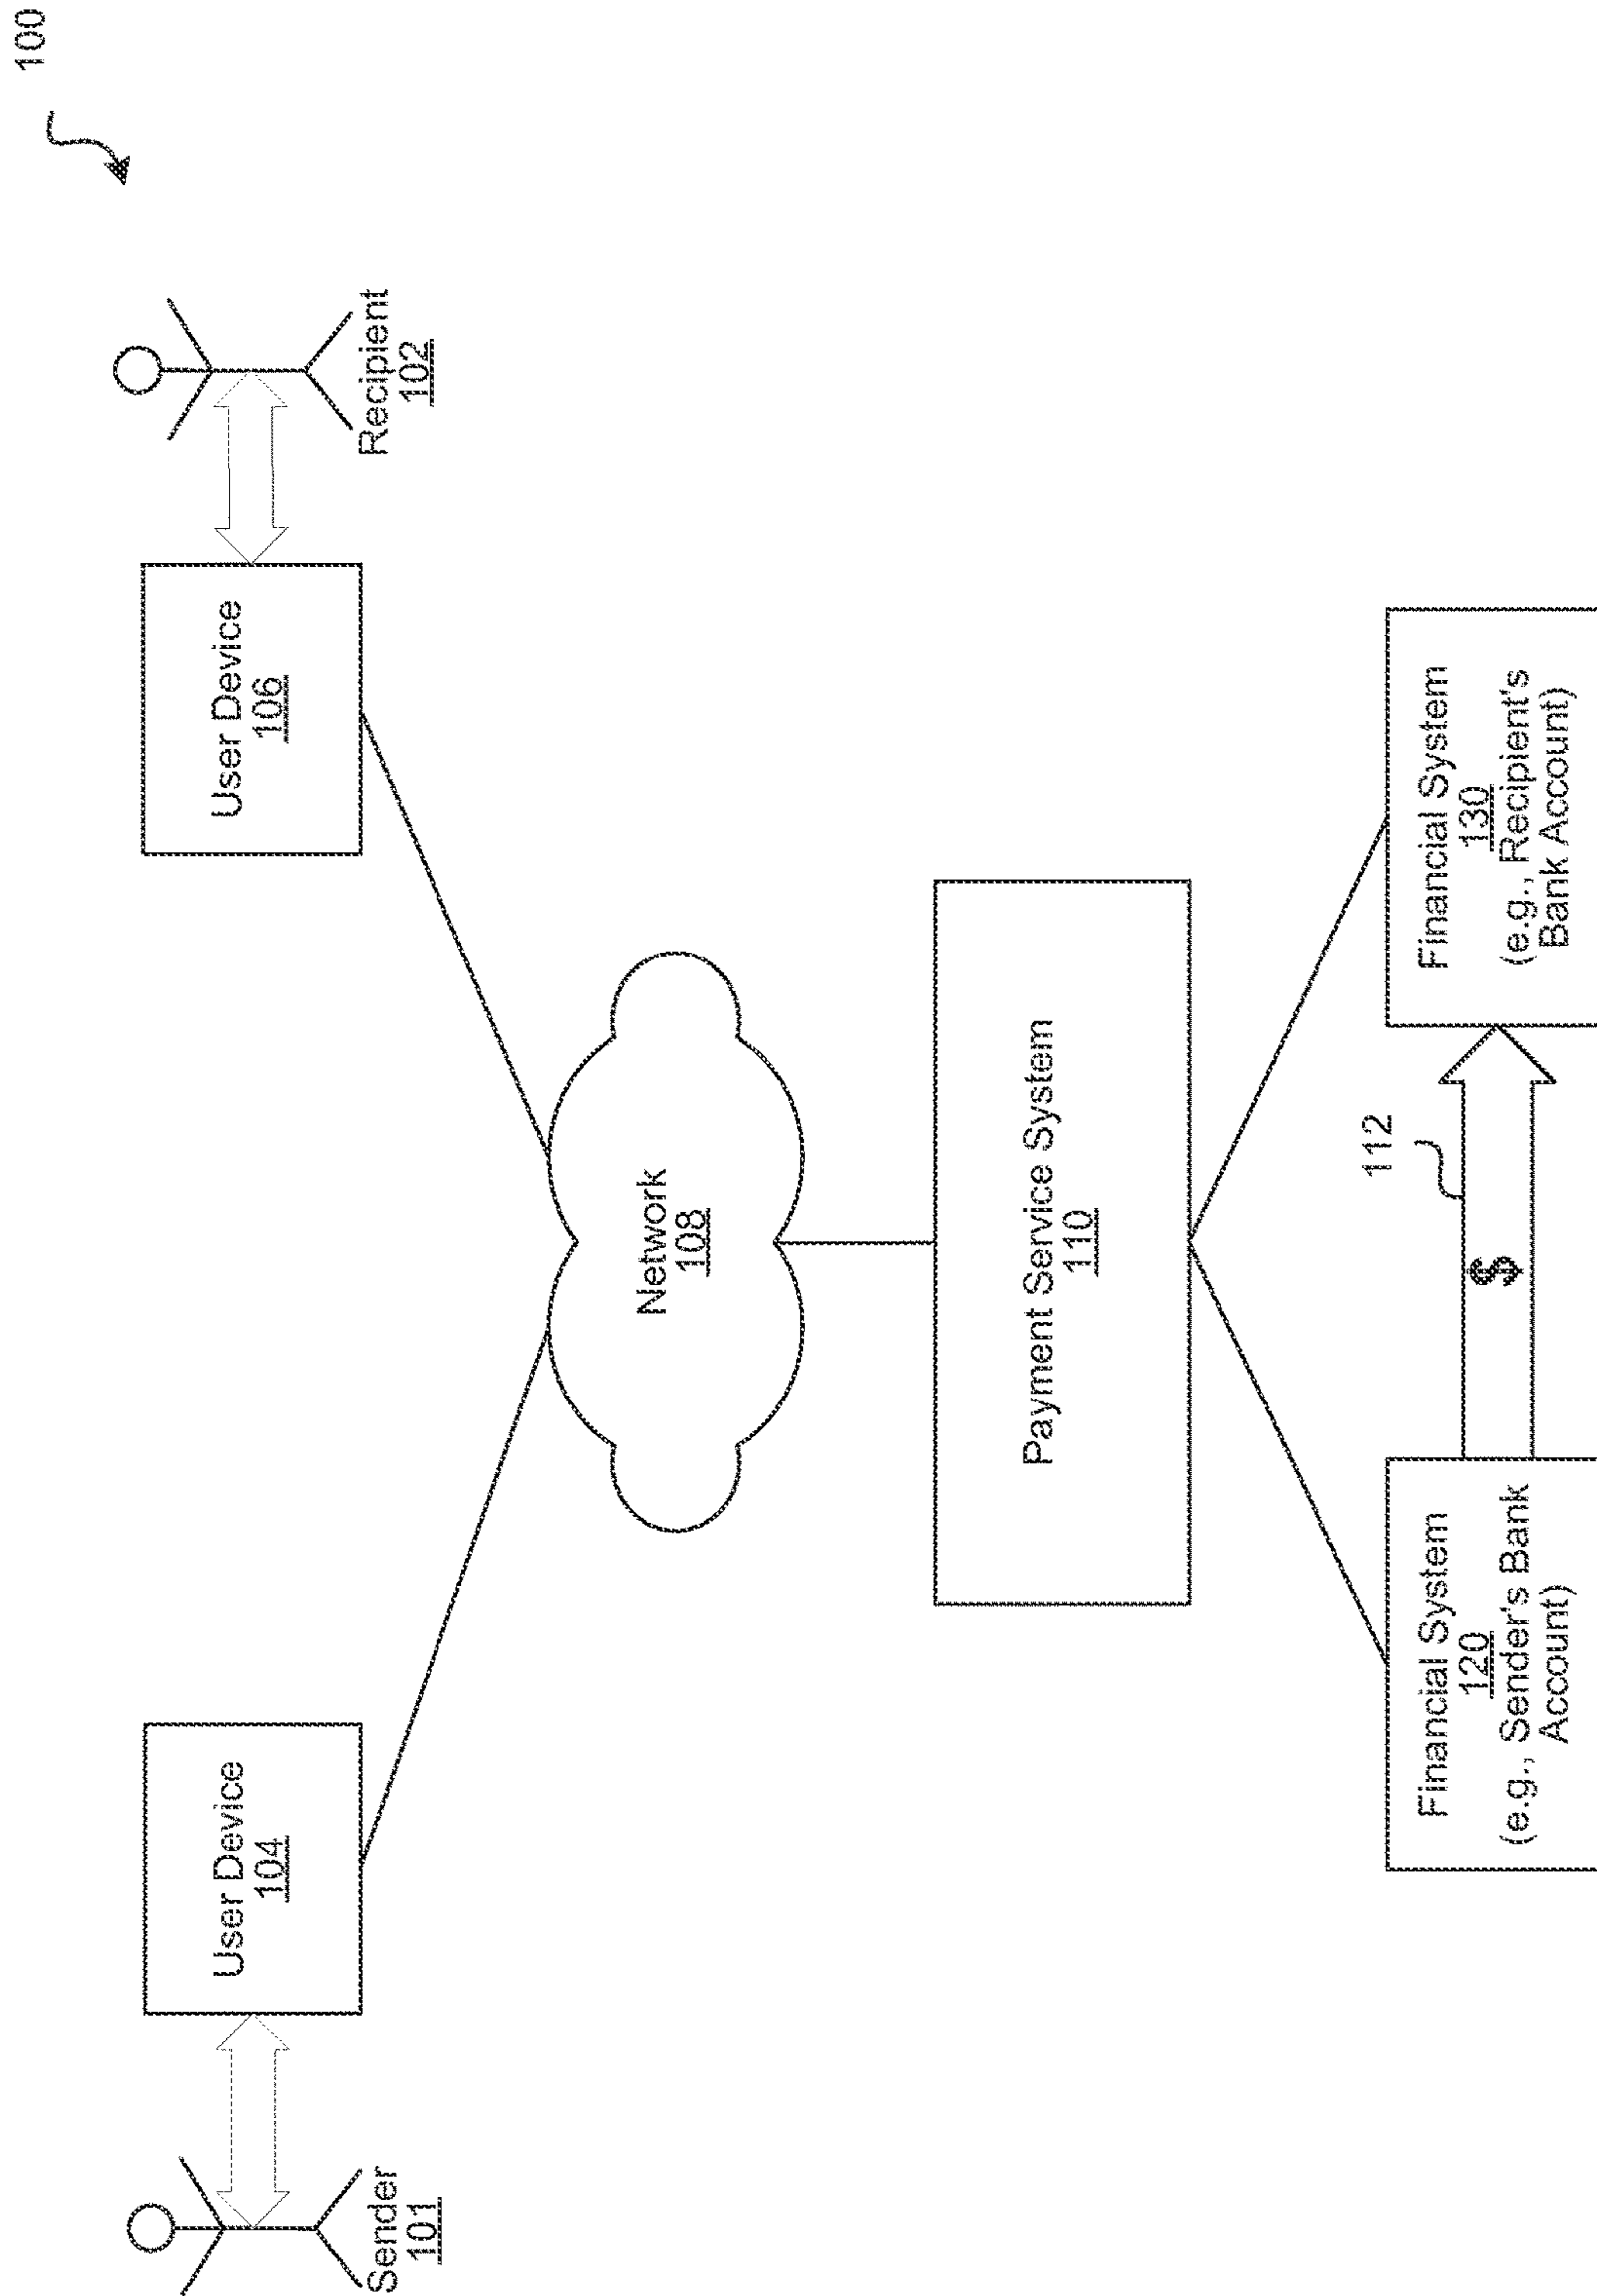 100
Sender
101
User Device
104
User Device
106
Recipient
102
Network
108
Payment Service System
110
Financial System
120
(e.g., Sender's Bank
Account)
$
112
Financial System
130
(e.g., Recipient's
Bank Account)